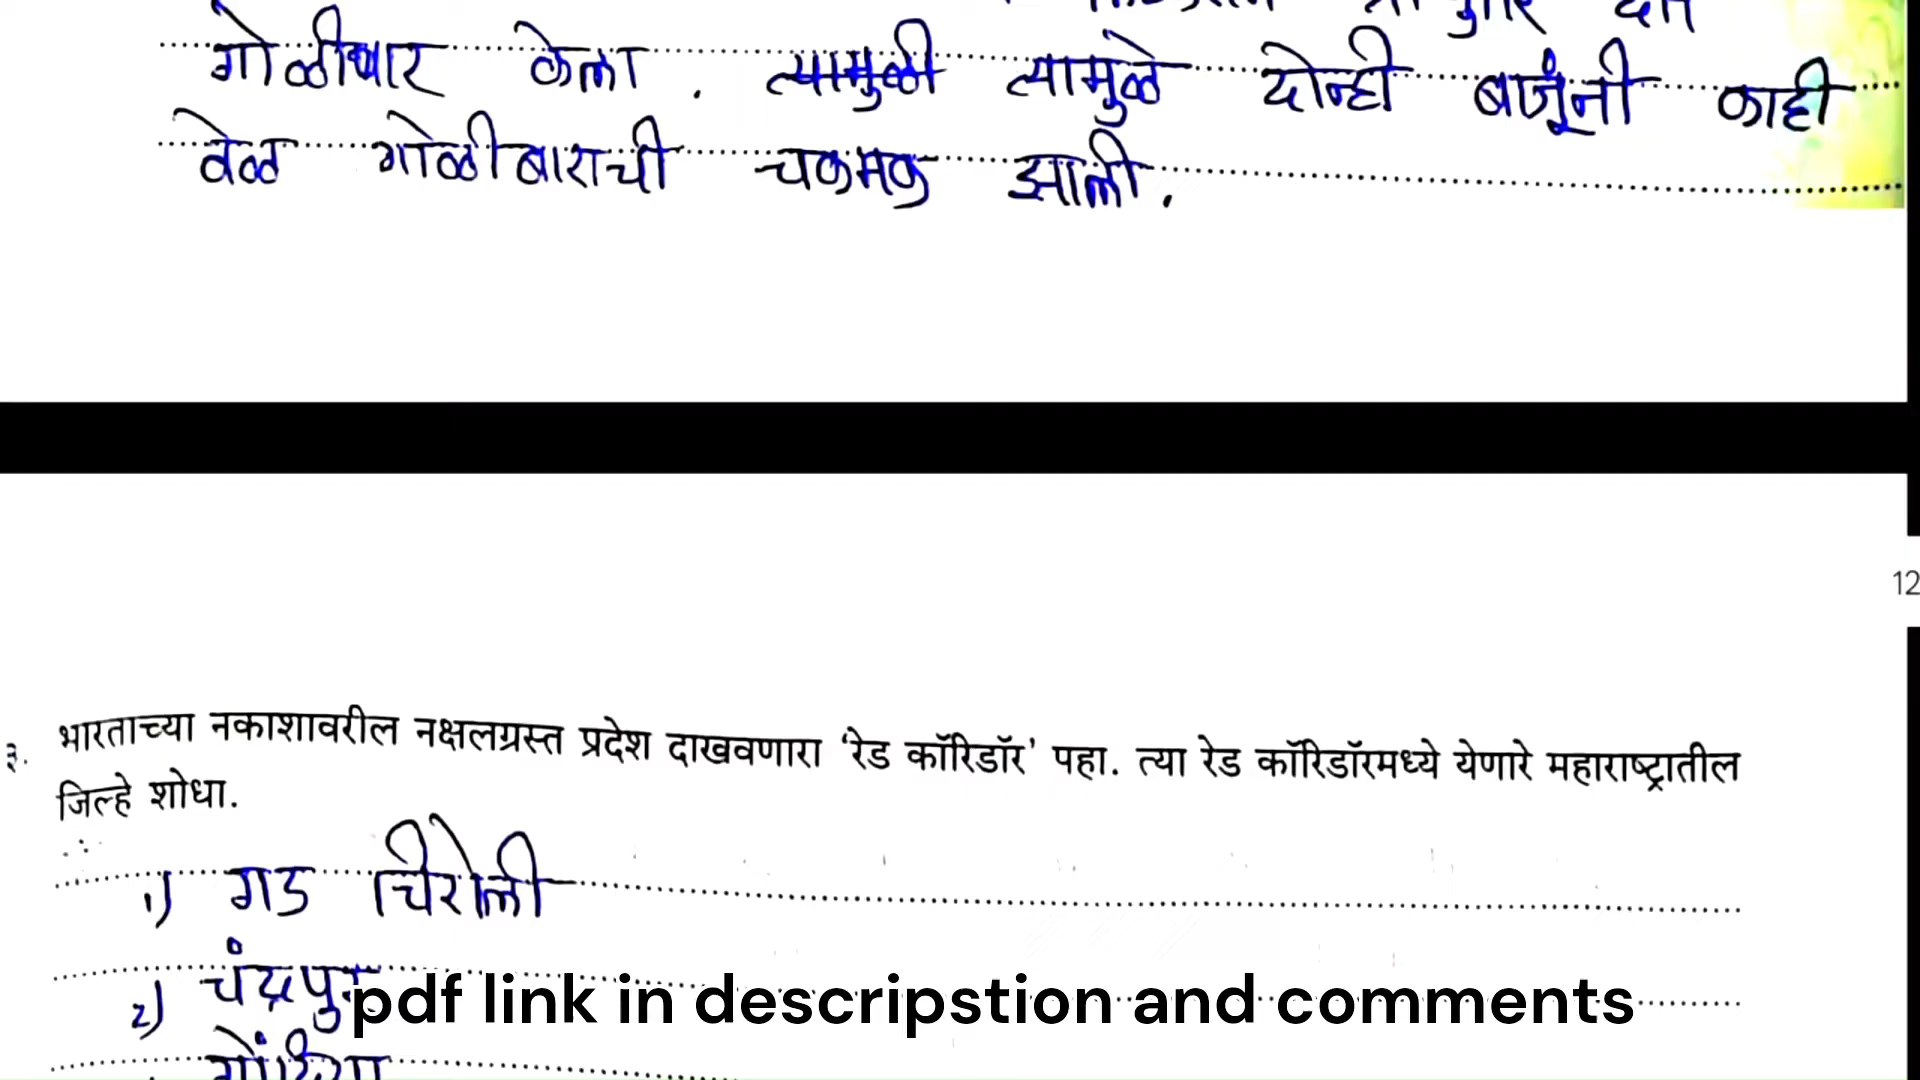 गोळीबार केला. त्यामुळी त्यामुळे दोन्ही बाजूंनी काही
वेळ गोळीबाराची चकमक झाली.
12
३. भारताच्या नकाशावरील नक्षलग्रस्त प्रदेश दाखवणारा ‘रेड कॉरिडॉर’ पहा. त्या रेड कॉरिडॉरमध्ये येणारे महाराष्ट्रातील
जिल्हे शोधा.
1) गड चिरोली
2) चंद्रपुर
pdf link in descripstion and comments
गोंदिया